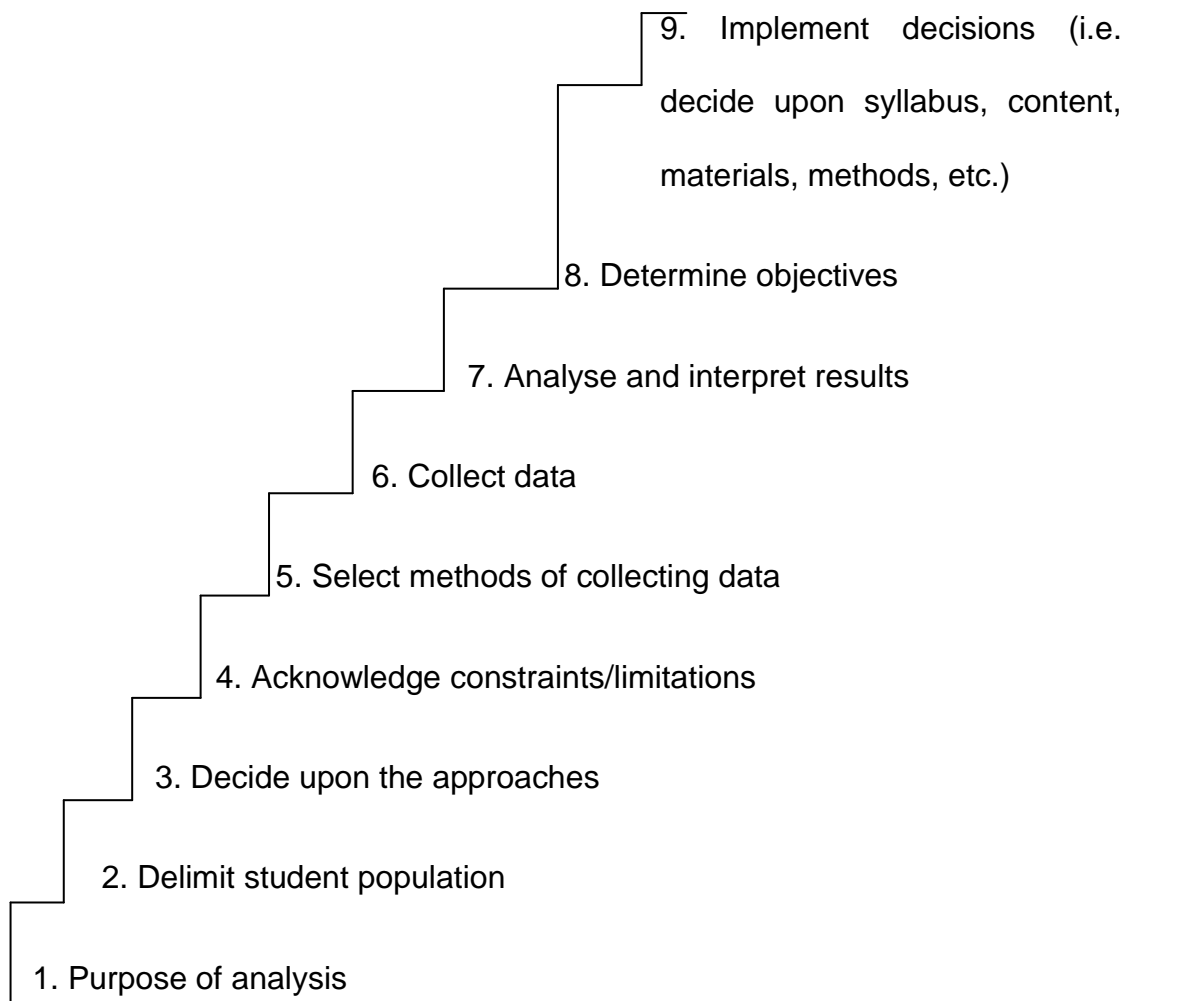 9. Implement decisions (i.e.
decide upon syllabus, content,
materials, methods, etc.)
8. Determine objectives
7. Analyse and interpret results
6. Collect data
5. Select methods of collecting data
4. Acknowledge constraints/limitations
3. Decide upon the approaches
2. Delimit student population
1. Purpose of analysis